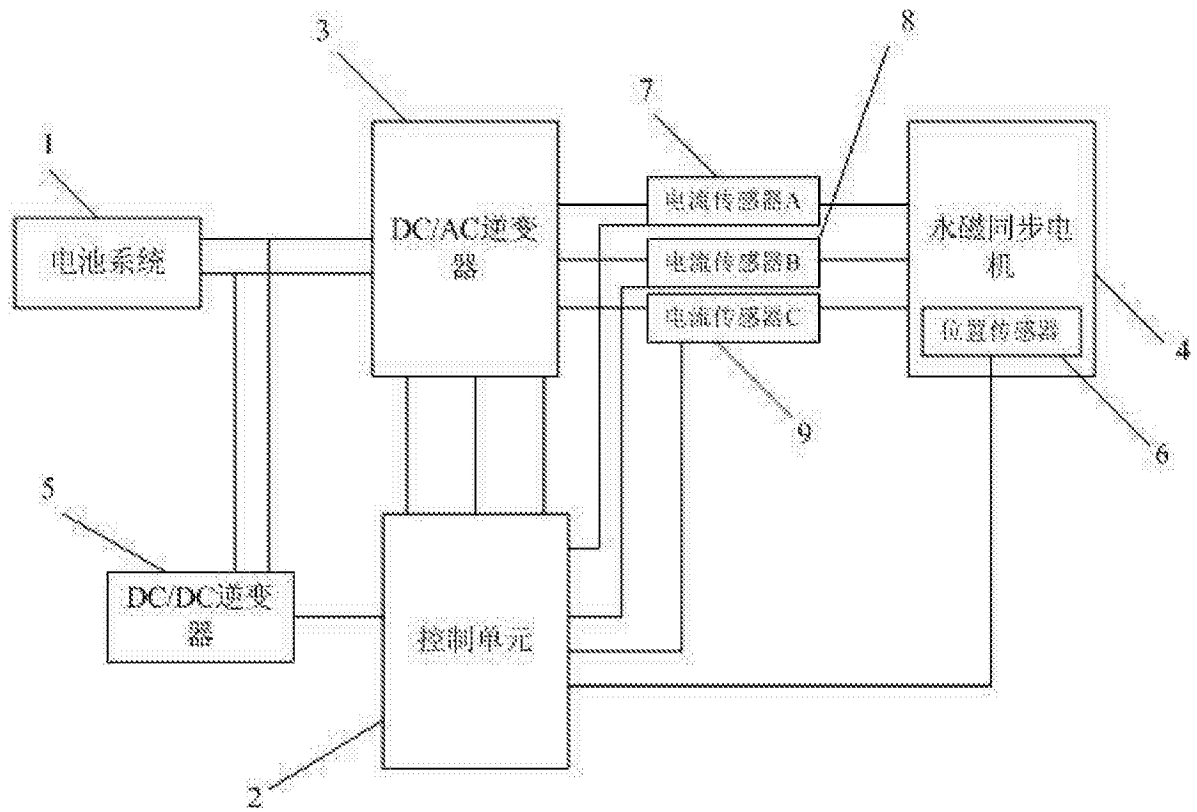 3
8
7
1
电流传感器A
DC/AC逆变
器
永磁同步电
机
电池系统
电流传感器B
电流传感器C
位置传感器
4
9
6
5
DC/DC逆变
器
控制单元
2